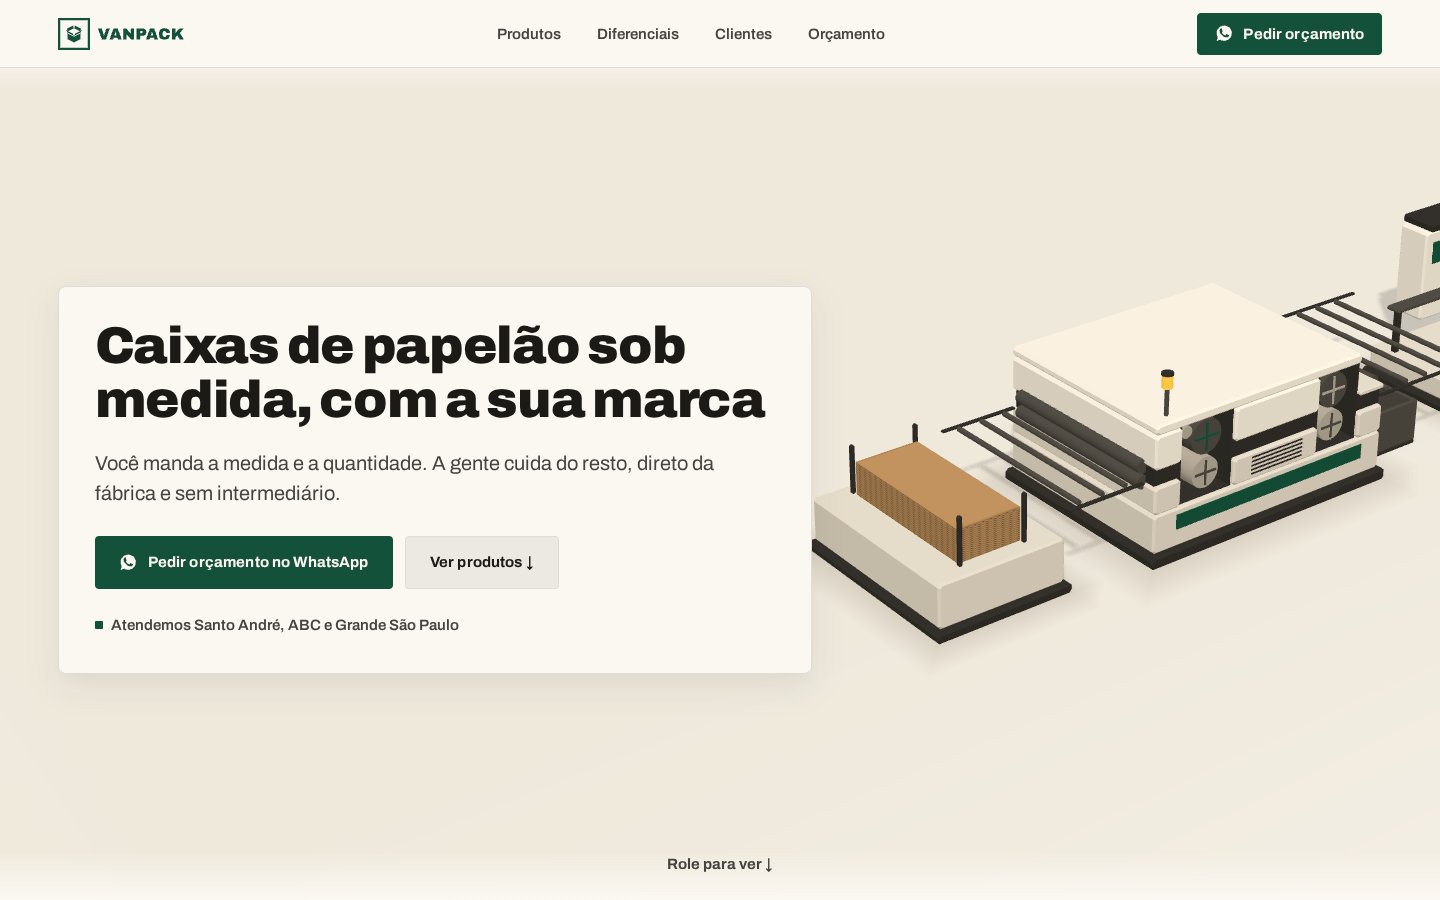 VANPACK
Produtos
Diferenciais
Clientes
Orçamento
Pedir orçamento
Caixas de papelão sob
medida, com a sua marca
Você manda a medida e a quantidade. A gente cuida do resto, direto da
fábrica e sem intermediário.
Pedir orçamento no WhatsApp
Ver produtos ↓
Atendemos Santo André, ABC e Grande São Paulo
Role para ver ↓